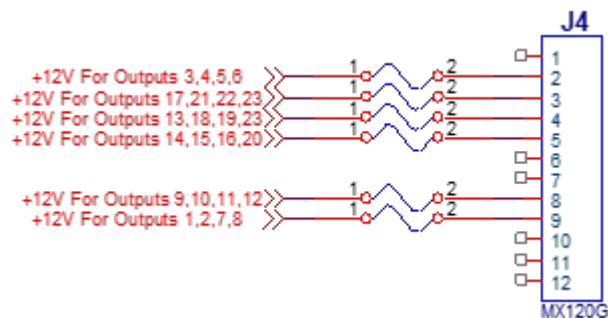 J4
1
+12V For Outputs 3,4,5,6 1 2 2
+12V For Outputs 17,21,22,23 1 2 3
+12V For Outputs 13,18,19,23 1 2 4
+12V For Outputs 14,15,16,20 1 2 5
6
7
+12V For Outputs 9,10,11,12 1 2 8
+12V For Outputs 1,2,7,8 1 2 9
10
11
12
MX120G